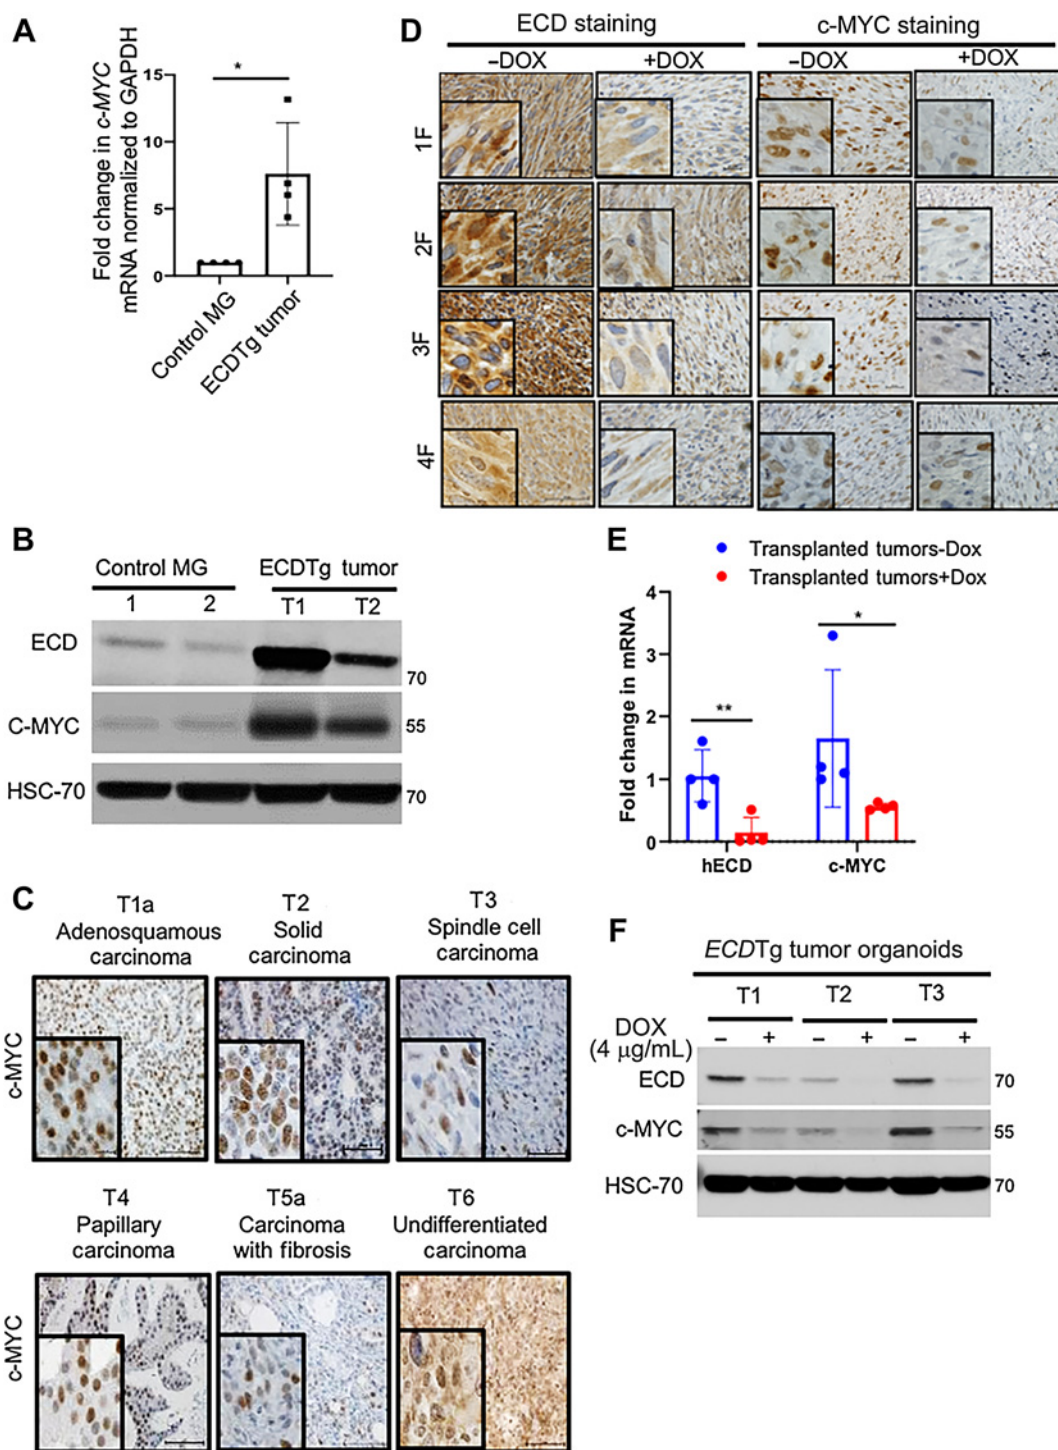 A
Fold change in c-MYC
mRNA normalized to GAPDH
15
10
5
0
*
Control MG
ECDTg tumor
B
Control MG
ECDTg tumor
1
2
T1
T2
ECD
70
C-MYC
55
HSC-70
70
C
T1a
Adenosquamous
carcinoma
T2
Solid
carcinoma
T3
Spindle cell
carcinoma
c-MYC
T4
Papillary
carcinoma
T5a
Carcinoma
with fibrosis
T6
Undifferentiated
carcinoma
c-MYC
D
ECD staining
c-MYC staining
–DOX
+DOX
–DOX
+DOX
1F
2F
3F
4F
E
Transplanted tumors-Dox
Transplanted tumors+Dox
Fold change in mRNA
4
3
2
1
0
**
*
hECD
c-MYC
F
ECDTg tumor organoids
T1
T2
T3
DOX
(4 μg/mL)
– + – + – +
ECD
70
c-MYC
55
HSC-70
70